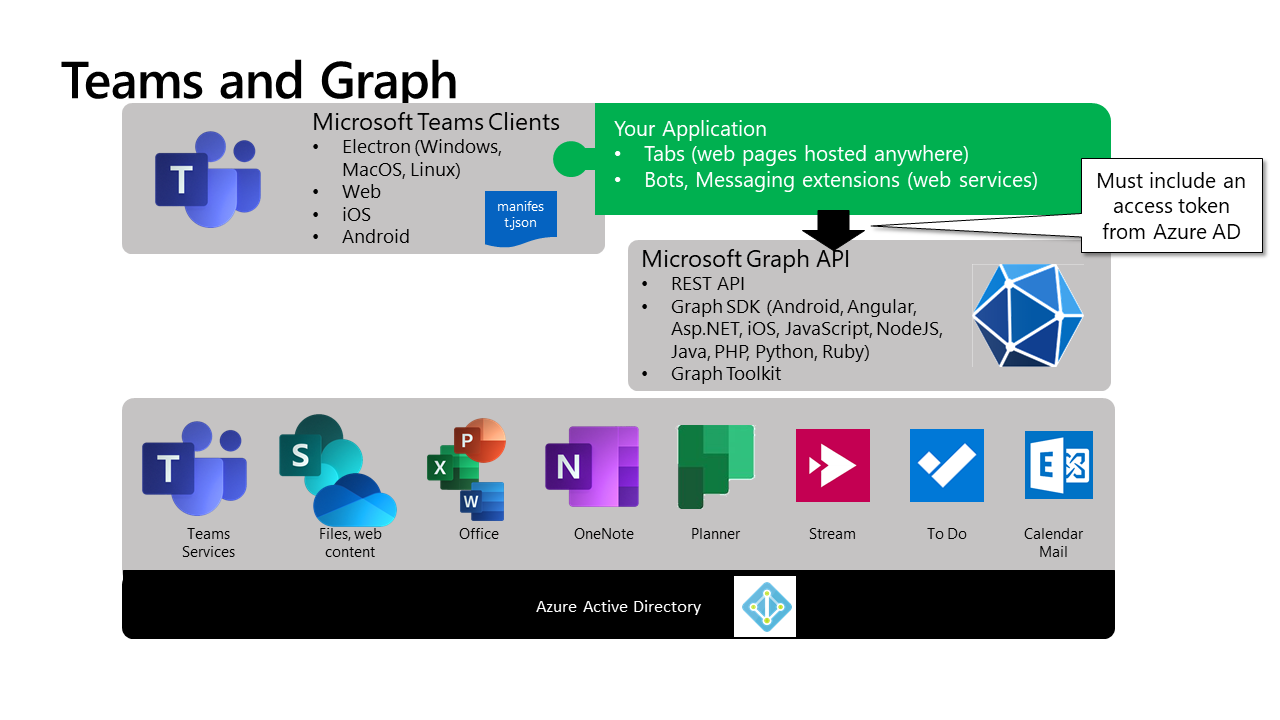 Teams and Graph
Microsoft Teams Clients
• Electron (Windows,
MacOS, Linux)
• Web
• iOS
• Android
manifes
t.json
T
Your Application
• Tabs (web pages hosted anywhere)
• Bots, Messaging extensions (web services)
Must include an
access token
from Azure AD
Microsoft Graph API
• REST API
• Graph SDK (Android, Angular,
Asp.NET, iOS, JavaScript, NodeJS,
Java, PHP, Python, Ruby)
• Graph Toolkit
T
Teams
Services
S
Files, web
content
P
X
W
Office
N
OneNote
Planner
Stream
To Do
E
Calendar
Mail
Azure Active Directory